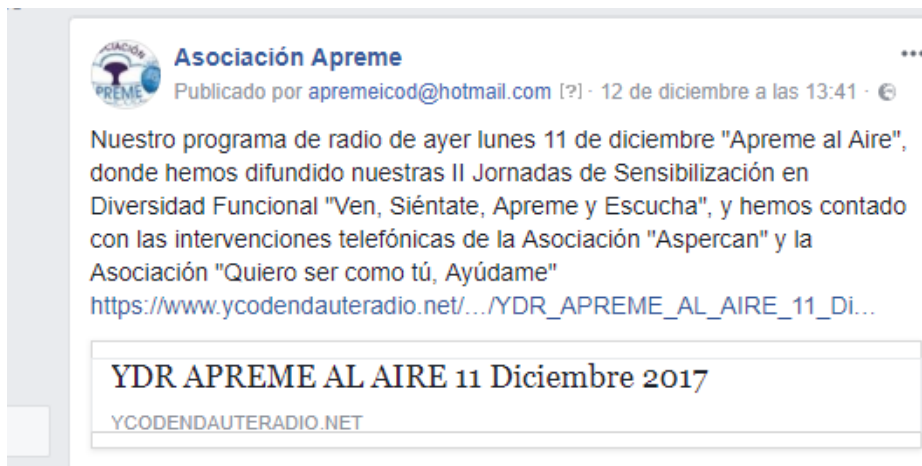 ASOCIACIÓN
PREME
Asociación Apreme
Publicado por apremeicod@hotmail.com [?] · 12 de diciembre a las 13:41 ·
Nuestro programa de radio de ayer lunes 11 de diciembre "Apreme al Aire",
donde hemos difundido nuestras II Jornadas de Sensibilización en
Diversidad Funcional "Ven, Siéntate, Apreme y Escucha", y hemos contado
con las intervenciones telefónicas de la Asociación "Aspercan" y la
Asociación "Quiero ser como tú, Ayúdame"
https://www.ycodendauteradio.net/…/YDR_APREME_AL_AIRE_11_Di…
YDR APREME AL AIRE 11 Diciembre 2017
YCODENDAUTERADIO.NET